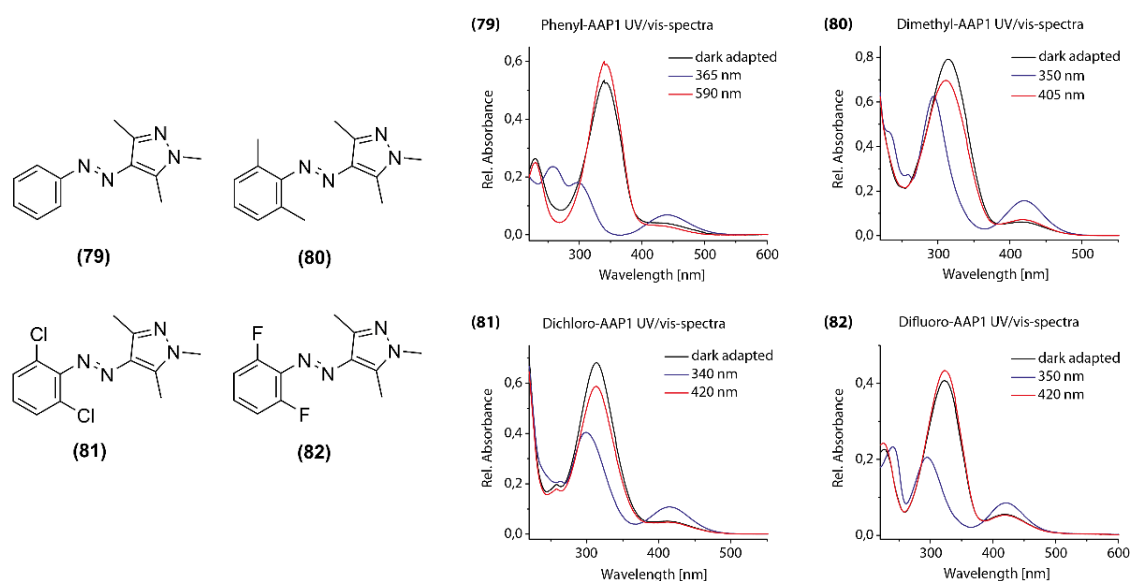 N
N
N
N
(79)
N
N
N
N
(80)
Cl
N
N
N
N
Cl
(81)
F
N
N
N
N
F
(82)
(79) Phenyl-AAP1 UV/vis-spectra
dark adapted
365 nm
590 nm
Rel. Absorbance
0,6
0,4
0,2
0,0
300 400 500 600
Wavelength [nm]
(80) Dimethyl-AAP1 UV/vis-spectra
dark adapted
350 nm
405 nm
Rel. Absorbance
0,8
0,6
0,4
0,2
0,0
300 400 500
Wavelength [nm]
(81) Dichloro-AAP1 UV/vis-spectra
dark adapted
340 nm
420 nm
Rel. Absorbance
0,6
0,4
0,2
0,0
300 400 500
Wavelength [nm]
(82) Difluoro-AAP1 UV/vis-spectra
dark adapted
350 nm
420 nm
Rel. Absorbance
0,6
0,4
0,2
0,0
300 400 500 600
Wavelength [nm]